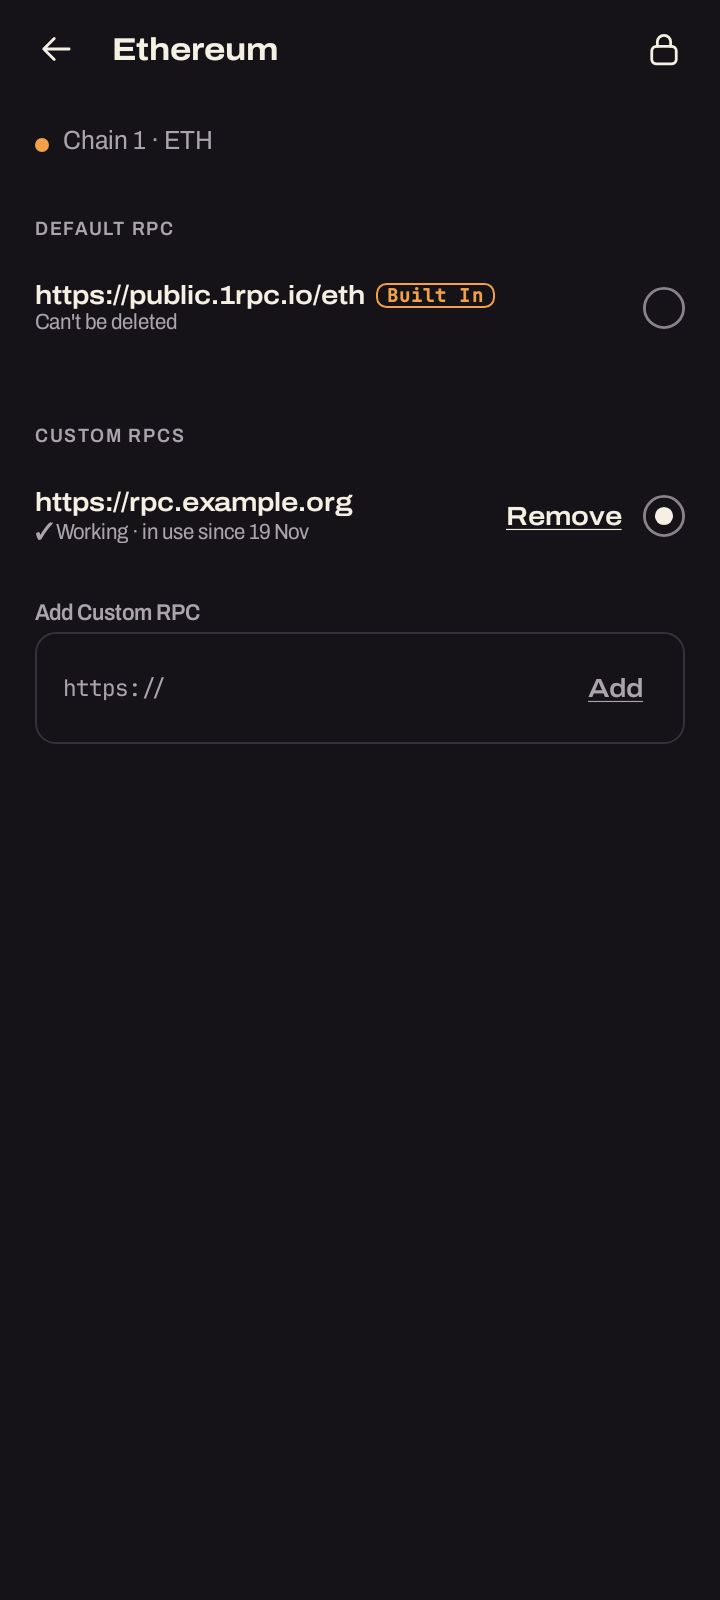 Ethereum
Chain 1 · ETH
DEFAULT RPC
https://public.1rpc.io/eth Built In
Can't be deleted
CUSTOM RPCS
https://rpc.example.org
✓Working · in use since 19 Nov
Remove
Add Custom RPC
https:// Add